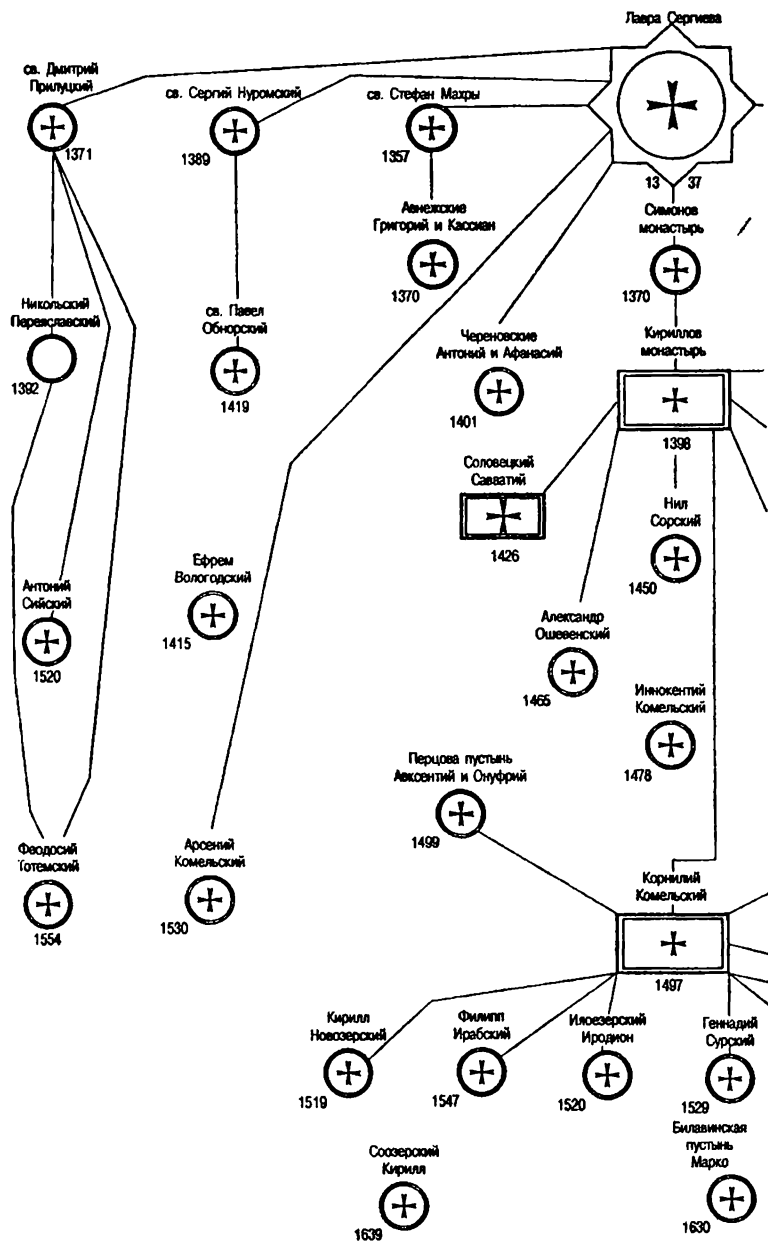 Лавра Сергиева
св. Дмитрий
Прилуцкий
1371
св. Сергий Нуромский
1389
св. Стефан Махры
1357
13 37
Авнежские
Григорий и Кассиан
1370
Симонов
монастырь
1370
Никольский
Переяславский
1392
св. Павел
Обнорский
1419
Череновские
Антоний и Афанасий
1401
Кириллов
монастырь
1398
Соловецкий
Савватий
1426
Нил
Сорский
1450
Антоний
Сийский
1520
Ефрем
Вологодский
1415
Александр
Ошевенский
1465
Иннокентий
Комельский
1478
Перцова пустынь
Авксентий и Онуфрий
1499
Феодосий
Тотемский
1554
Арсений
Комельский
1530
Корнилий
Комельский
1497
Кирилл
Новозерский
1519
Филипп
Ирабский
1547
Илоезерский
Иродион
1520
Геннадий
Сурский
1529
Соозерский
Кирилл
1639
Билавинская
пустынь
Марко
1630